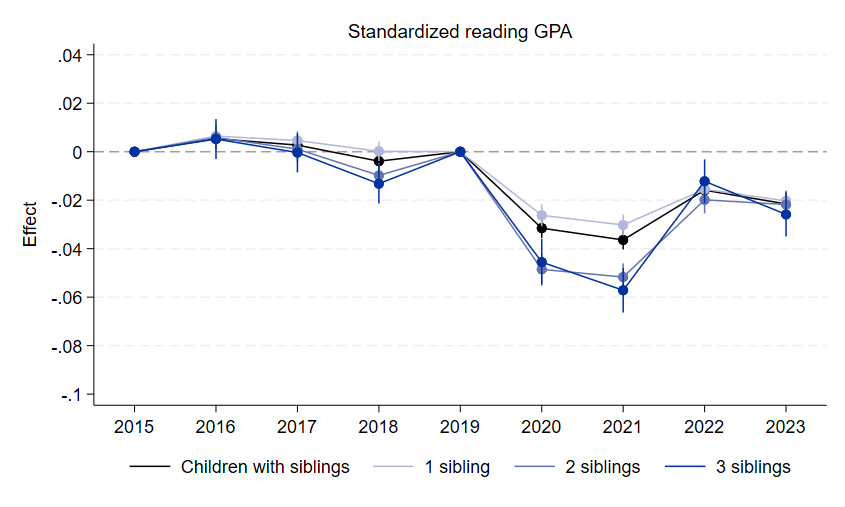 Standardized reading GPA
Effect
.04
.02
0
-.02
-.04
-.06
-.08
-.1
2015 2016 2017 2018 2019 2020 2021 2022 2023
Children with siblings 1 sibling 2 siblings 3 siblings